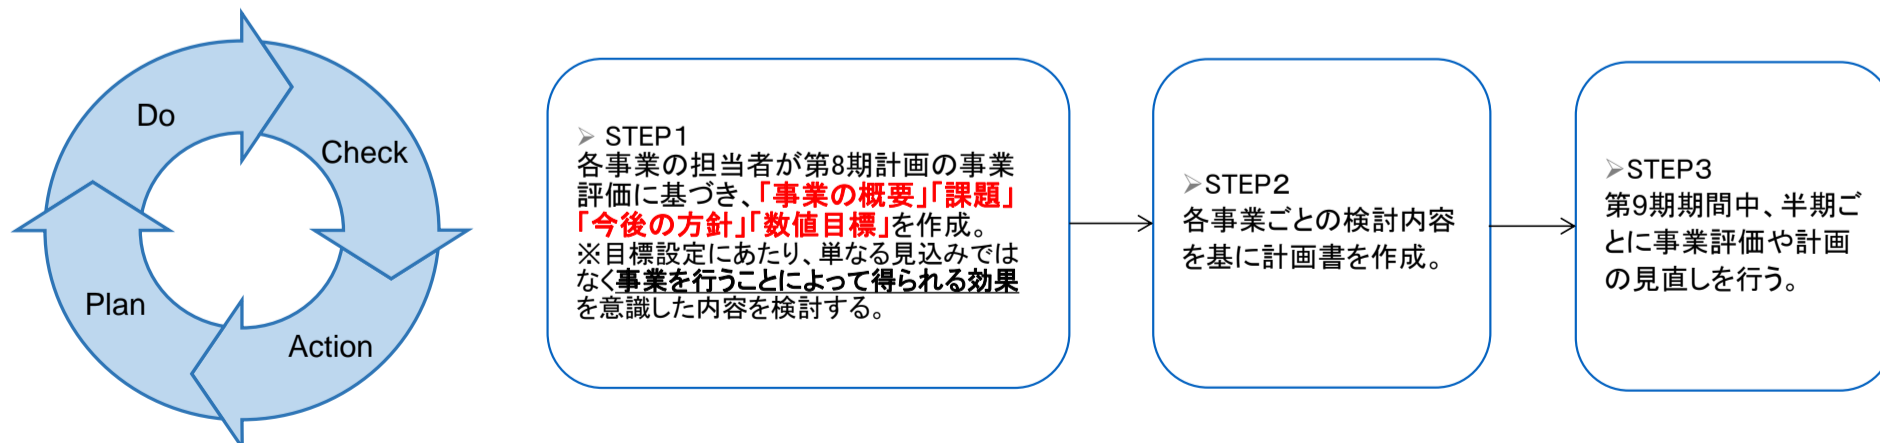 Do
Check
Plan
Action
➢ STEP1
各事業の担当者が第8期計画の事業
評価に基づき、「事業の概要」「課題」
「今後の方針」「数値目標」を作成。
※目標設定にあたり、単なる見込みでは
なく事業を行うことによって得られる効果
を意識した内容を検討する。
➢STEP2
各事業ごとの検討内容
を基に計画書を作成。
➢STEP3
第9期期間中、半期ご
とに事業評価や計画
の見直しを行う。